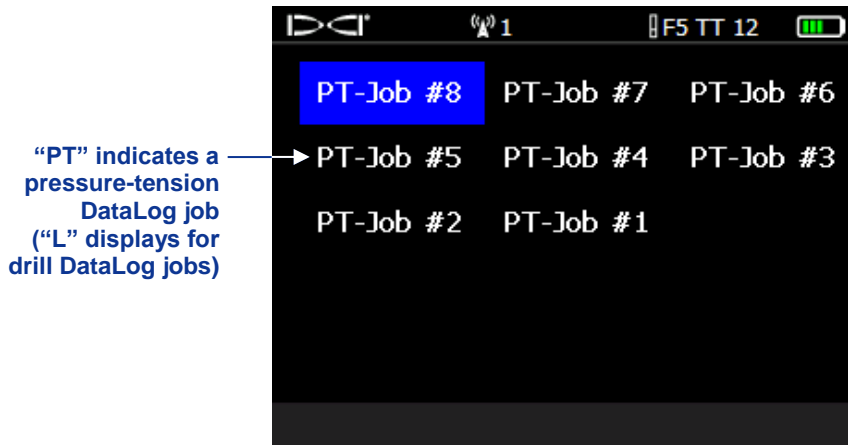 DCI
1
F5 TT 12
PT-Job #8 PT-Job #7 PT-Job #6
PT-Job #5 PT-Job #4 PT-Job #3
PT-Job #2 PT-Job #1
“PT” indicates a
pressure-tension
DataLog job
(“L” displays for
drill DataLog jobs)